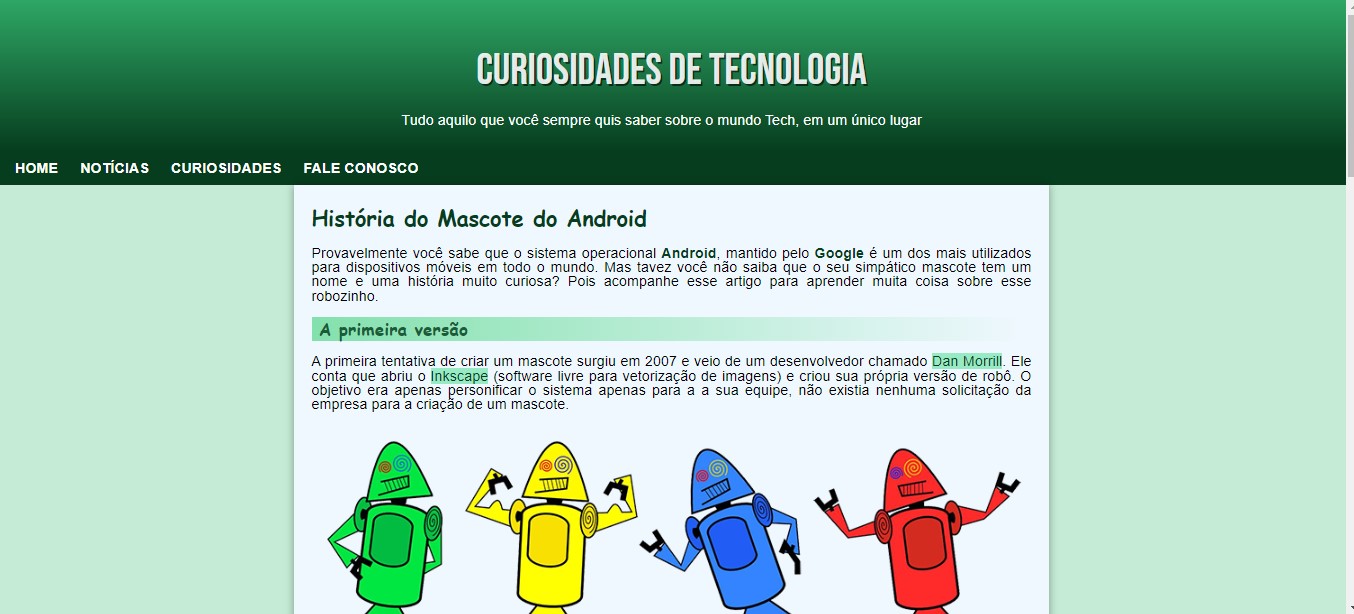 CURIOSIDADES DE TECNOLOGIA
Tudo aquilo que você sempre quis saber sobre o mundo Tech, em um único lugar
HOME NOTÍCIAS CURIOSIDADES FALE CONOSCO
História do Mascote do Android
Provavelmente você sabe que o sistema operacional Android, mantido pelo Google é um dos mais utilizados
para dispositivos móveis em todo o mundo. Mas tavez você não saiba que o seu simpático mascote tem um
nome e uma história muito curiosa? Pois acompanhe esse artigo para aprender muita coisa sobre esse
robozinho.
A primeira versão
A primeira tentativa de criar um mascote surgiu em 2007 e veio de um desenvolvedor chamado Dan Morrill. Ele
conta que abriu o Inkscape (software livre para vetorização de imagens) e criou sua própria versão de robô. O
objetivo era apenas personificar o sistema apenas para a a sua equipe, não existia nenhuma solicitação da
empresa para a criação de um mascote.